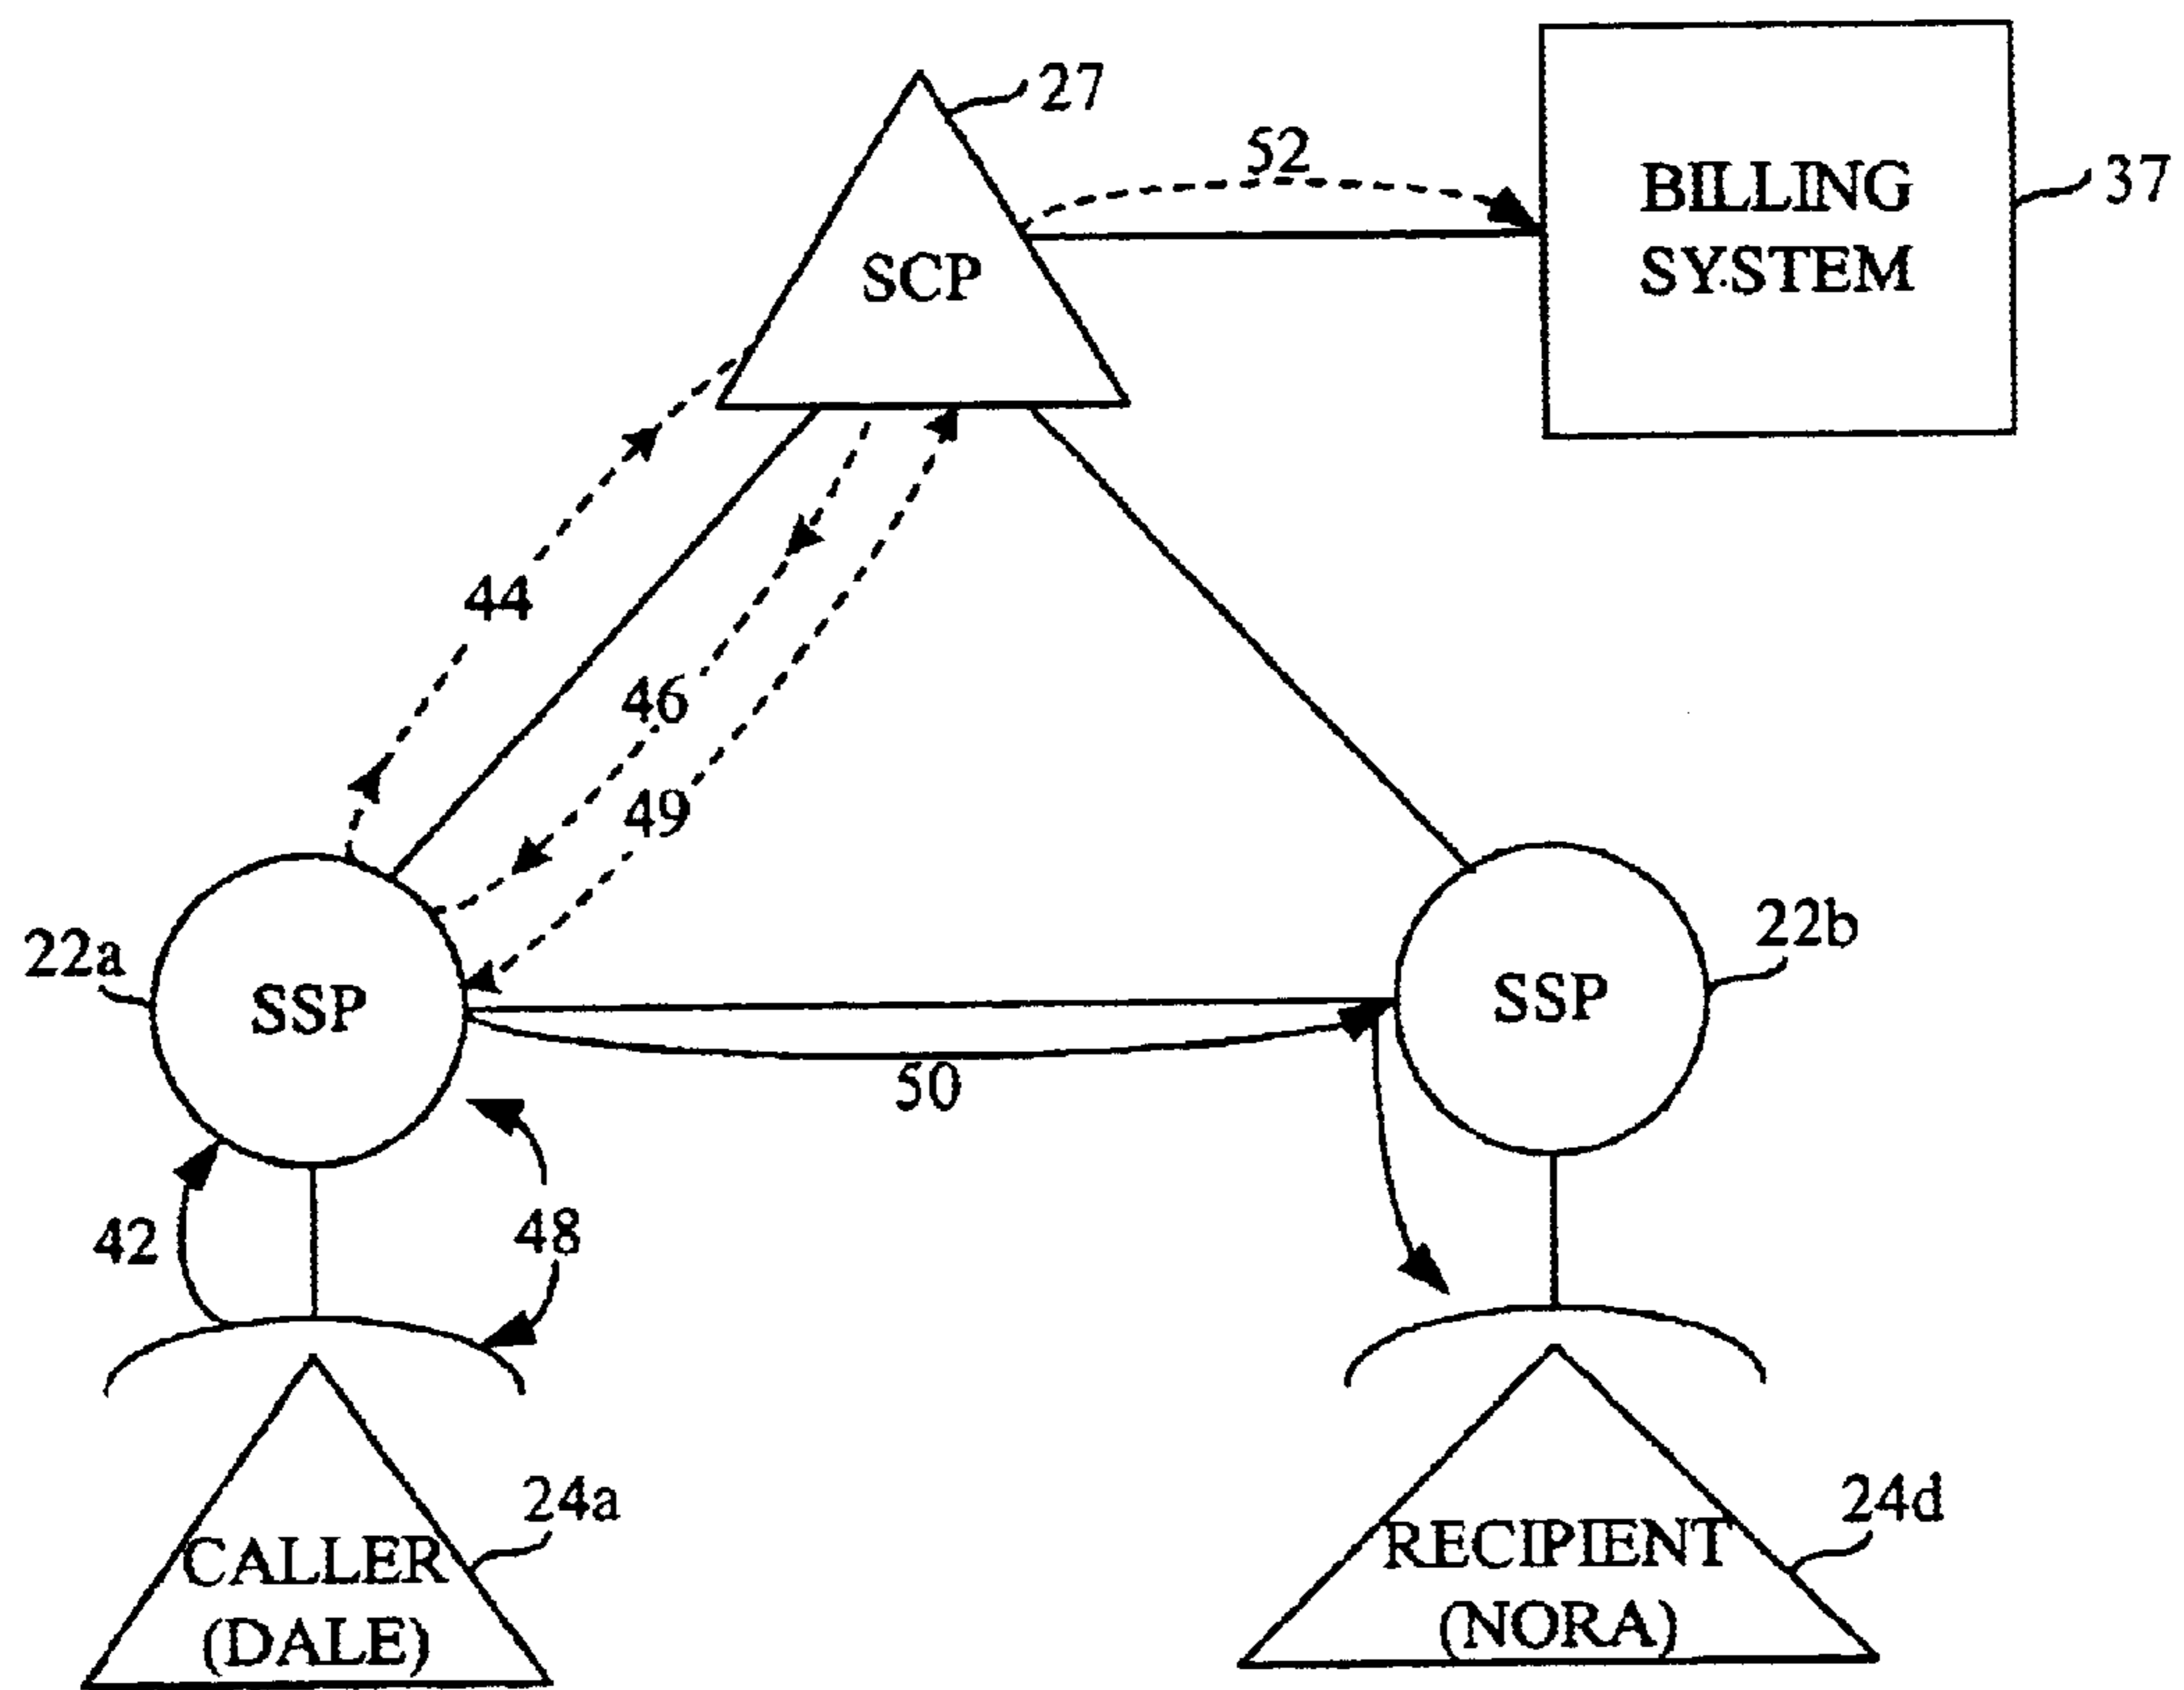 27
52
BILLING
SYSTEM
37
SCP
44
46
49
22a
SSP
SSP
22b
50
42
48
24a
CALLER
(DALE)
24d
RECIPIENT
(NORA)